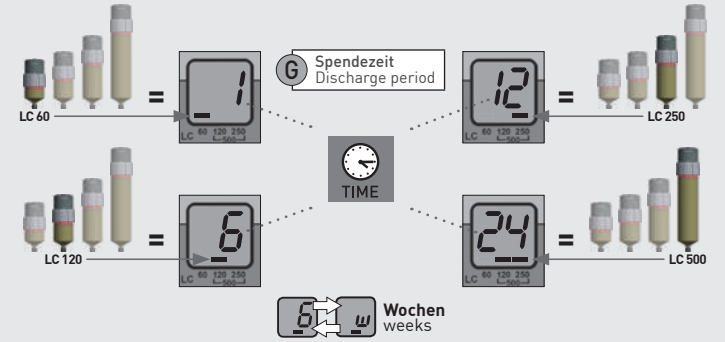 G
Spendezeit
Discharge period
1
LC 60 120 250
500
LC 60
=
12
LC 60 120 250
500
=
LC 250
TIME
6
LC 60 120 250
500
=
LC 120
24
LC 60 120 250
500
=
LC 500
6
w
Wochen
weeks